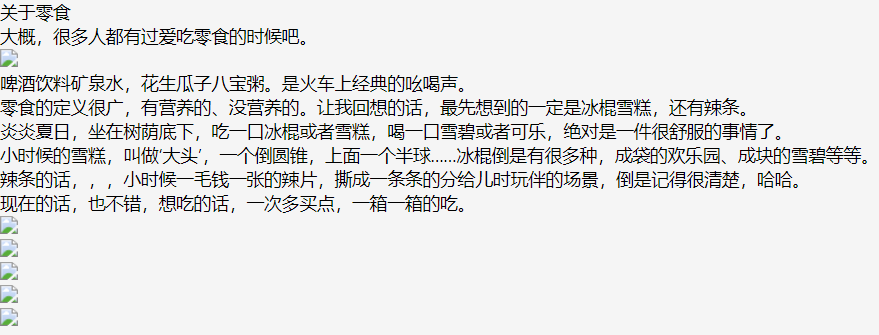 关于零食
大概，很多人都有过爱吃零食的时候吧。
啤酒饮料矿泉水，花生瓜子八宝粥。是火车上经典的吆喝声。
零食的定义很广，有营养的、没营养的。让我回想的话，最先想到的一定是冰棍雪糕，还有辣条。
炎炎夏日，坐在树荫底下，吃一口冰棍或者雪糕，喝一口雪碧或者可乐，绝对是一件很舒服的事情了。
小时候的雪糕，叫做‘大头’，一个倒圆锥，上面一个半球……冰棍倒是有很多种，成袋的欢乐园、成块的雪碧等等。
辣条的话，，，小时候一毛钱一张的辣片，撕成一条条的分给儿时玩伴的场景，倒是记得很清楚，哈哈。
现在的话，也不错，想吃的话，一次多买点，一箱一箱的吃。